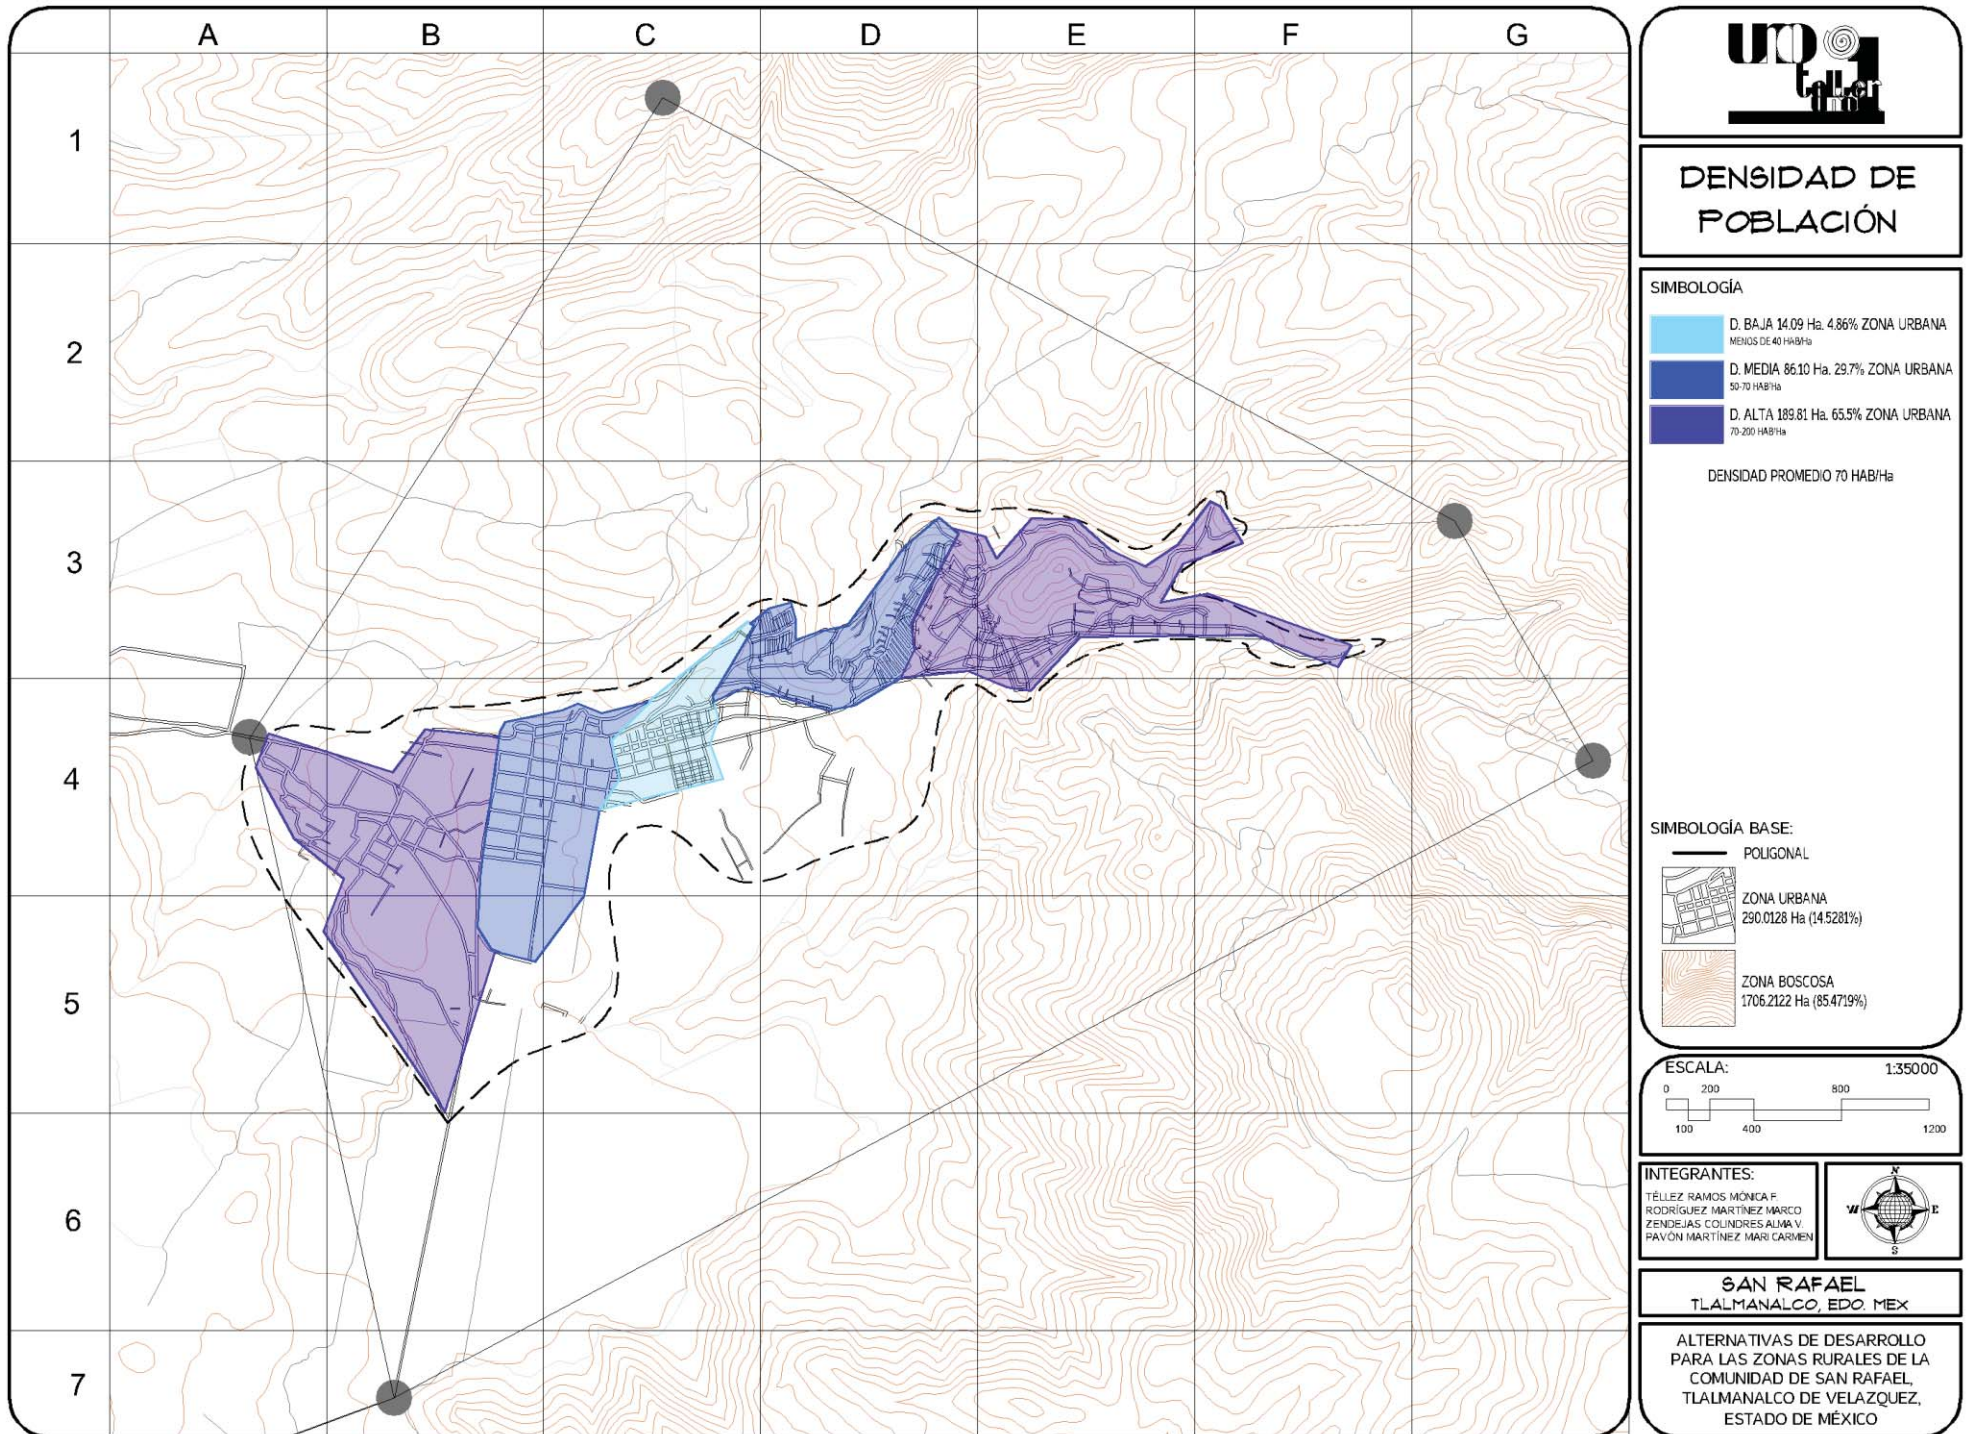 A B C D E F G
1
2
3
4
5
6
7
uno
taller
uno
DENSIDAD DE
POBLACIÓN
SIMBOLOGÍA
D. BAJA 14.09 Ha. 4.86% ZONA URBANA
MENOS DE 40 HAB/Ha
D. MEDIA 86.10 Ha. 29.7% ZONA URBANA
50-70 HAB/Ha
D. ALTA 189.81 Ha. 65.5% ZONA URBANA
70-200 HAB/Ha
DENSIDAD PROMEDIO 70 HAB/Ha
SIMBOLOGÍA BASE:
POLIGONAL
ZONA URBANA
290.0128 Ha (14.5281%)
ZONA BOSCOSA
1706.2122 Ha (85.4719%)
ESCALA: 1:35000
0 200 800
100 400 1200
INTEGRANTES:
TÉLLEZ RAMOS MÓNICA F.
RODRÍGUEZ MARTÍNEZ MARCO
ZENDEJAS COLINDRES ALMA V.
PAVÓN MARTÍNEZ MARI CARMEN
N
W E
S
SAN RAFAEL
TLALMANALCO, EDO. MEX
ALTERNATIVAS DE DESARROLLO
PARA LAS ZONAS RURALES DE LA
COMUNIDAD DE SAN RAFAEL,
TLALMANALCO DE VELAZQUEZ,
ESTADO DE MÉXICO